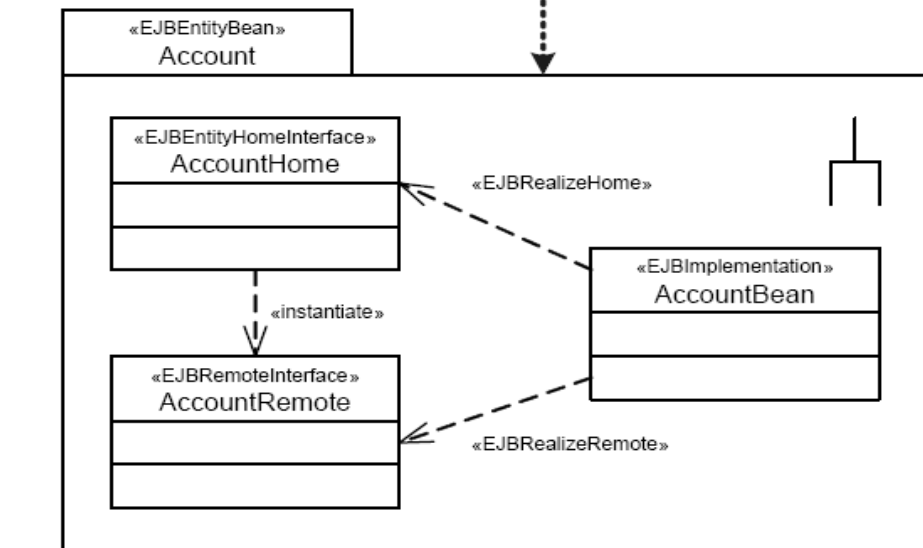 «EJBEntityBean»
Account
«EJBEntityHomeInterface»
AccountHome
«EJBRealizeHome»
«EJBImplementation»
AccountBean
«instantiate»
«EJBRemoteInterface»
AccountRemote
«EJBRealizeRemote»